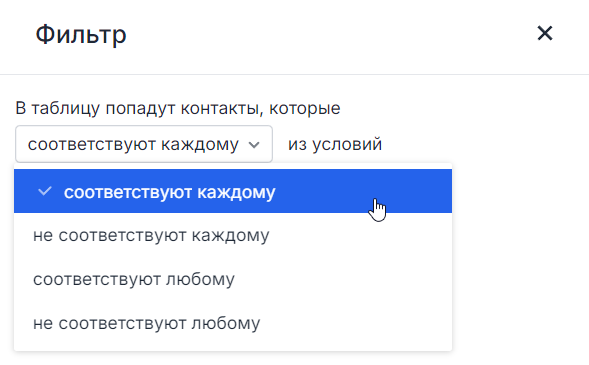 Фильтр
В таблицу попадут контакты, которые
соответствуют каждому из условий
соответствуют каждому
не соответствуют каждому
соответствуют любому
не соответствуют любому